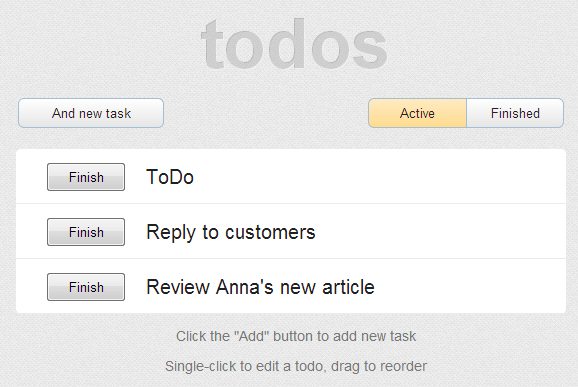 todos
And new task
Active Finished
Finish ToDo
Finish Reply to customers
Finish Review Anna's new article
Click the "Add" button to add new task
Single-click to edit a todo, drag to reorder